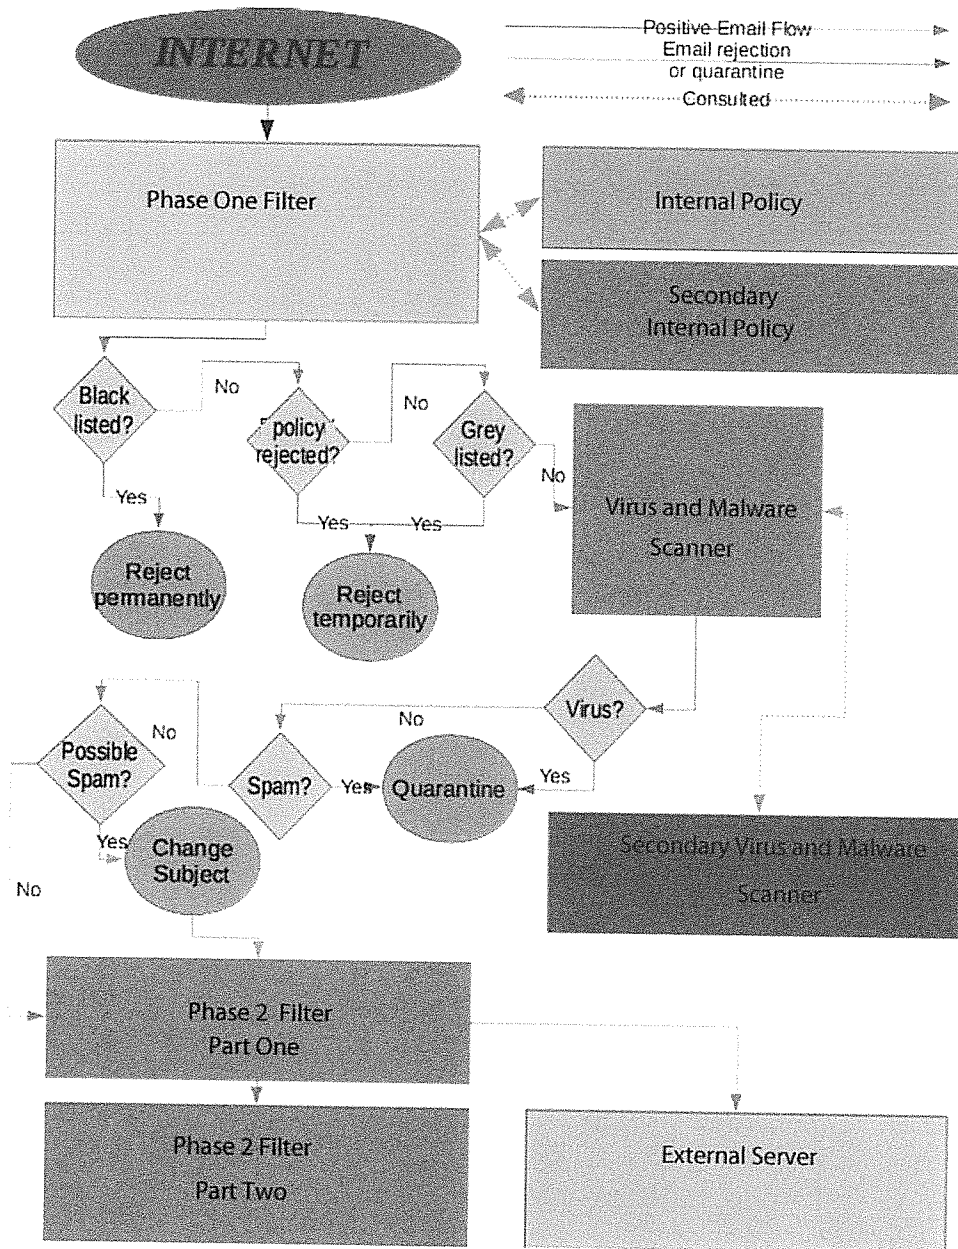 INTERNET
Positive Email Flow
Email rejection
or quarantine
Consulted
Phase One Filter
Internal Policy
Secondary
Internal Policy
Black
listed?
No
policy
rejected?
No
Grey
listed?
No
Virus and Malware
Scanner
Yes
Yes
Yes
Reject
permanently
Reject
temporarily
Virus?
No
No
Possible
Spam?
Spam?
Yes
Quarantine
Yes
Yes
Change
Subject
No
Secondary Virus and Malware
Scanner
Phase 2 Filter
Part One
Phase 2 Filter
Part Two
External Server